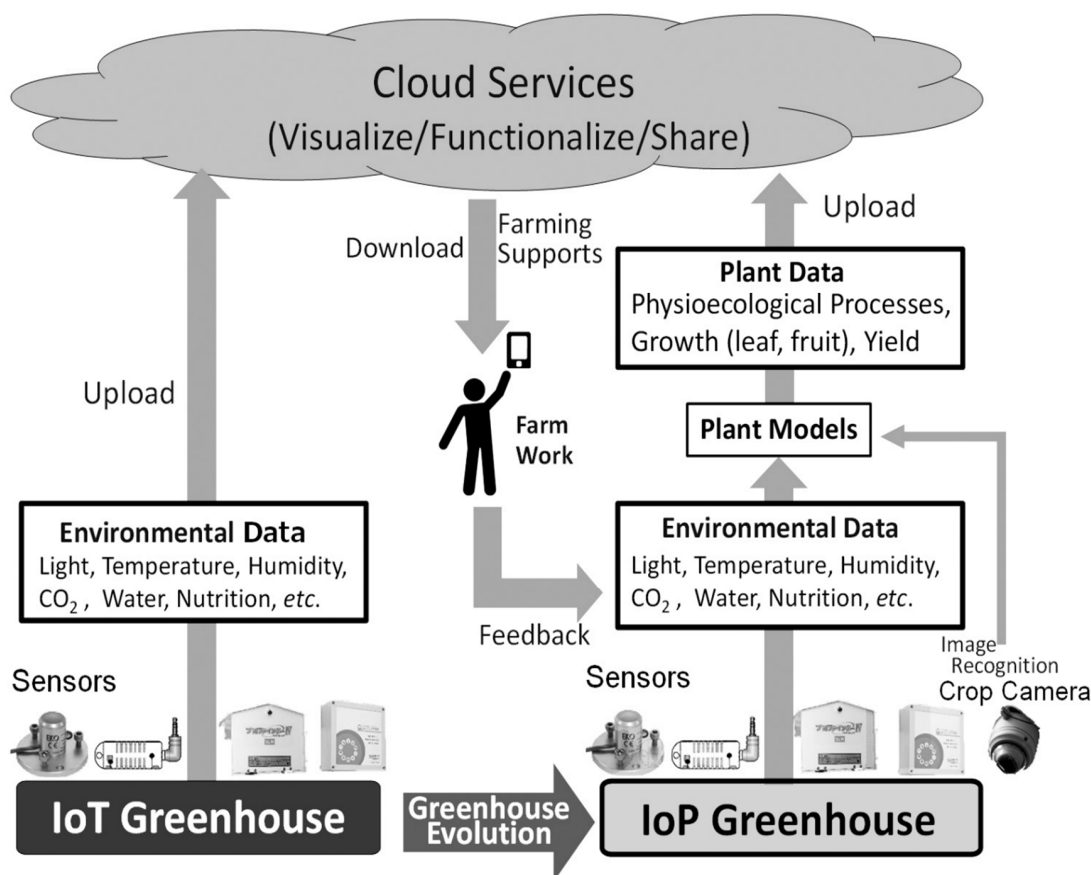 Cloud Services
(Visualize/Functionalize/Share)
Upload
Download
Farming
Supports
Upload
Plant Data
Physioecological Processes,
Growth (leaf, fruit), Yield
Farm
Work
Plant Models
Environmental Data
Light, Temperature, Humidity,
CO₂ , Water, Nutrition, etc.
Feedback
Environmental Data
Light, Temperature, Humidity,
CO₂ , Water, Nutrition, etc.
Sensors
Sensors
Image
Recognition
Crop Camera
IoT Greenhouse
Greenhouse
Evolution
IoP Greenhouse